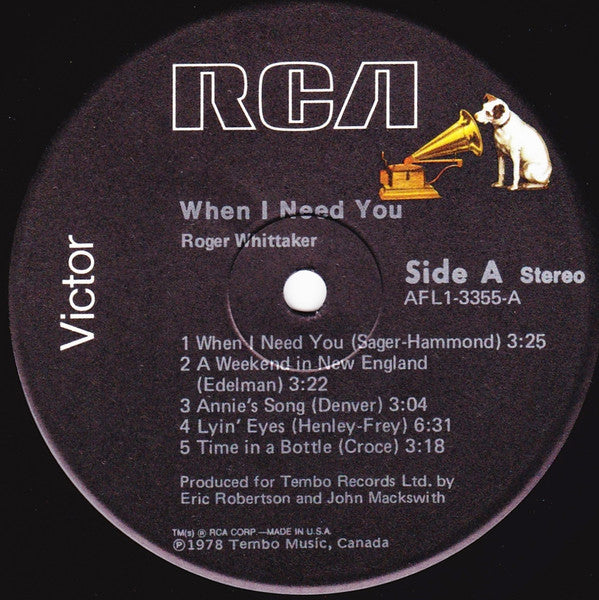 RCA
Victor
When I Need You
Roger Whittaker
Side A Stereo
AFL1-3355-A
1 When I Need You (Sager-Hammond) 3:25
2 A Weekend in New England
(Edelman) 3:22
3 Annie's Song (Denver) 3:04
4 Lyin' Eyes (Henley-Frey) 6:31
5 Time in a Bottle (Croce) 3:18
Produced for Tembo Records Ltd. by
Eric Robertson and John Mackswith
TM(s) ® RCA CORP.—MADE IN U.S.A.
℗1978 Tembo Music, Canada